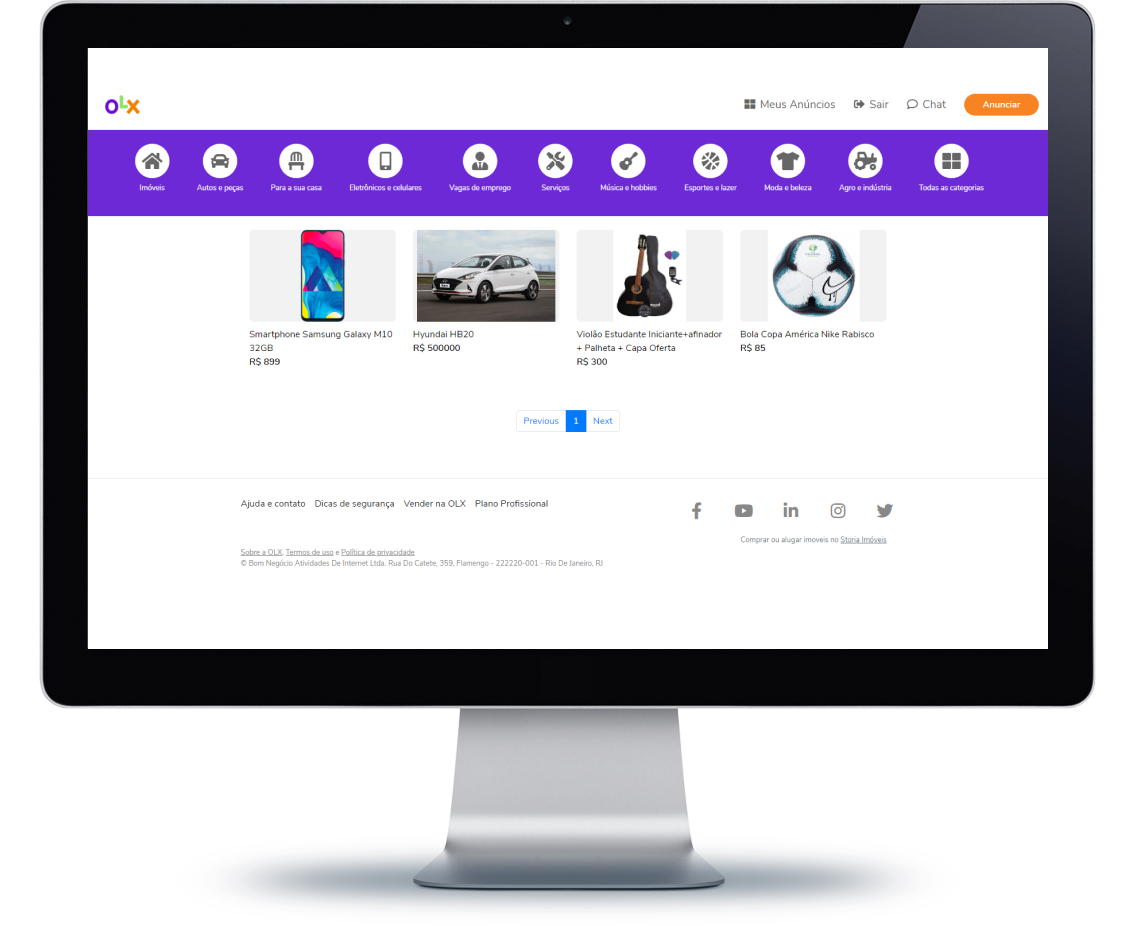 OLX
Meus Anúncios Sair Chat Anunciar
Imóveis Autos e peças Para a sua casa Eletrônicos e celulares Vagas de emprego Serviços Música e hobbies Esportes e lazer Moda e beleza Agro e indústria Todas as categorias
Smartphone Samsung Galaxy M10
32GB
R$ 899
Hyundai HB20
R$ 500000
Violão Estudante Iniciante+afinador
+ Palheta + Capa Oferta
R$ 300
Bola Copa América Nike Rabisco
R$ 85
Previous 1 Next
Ajuda e contato Dicas de segurança Vender na OLX Plano Profissional
Comprar ou alugar imoveis no Storia Imóveis
Sobre a OLX, Termos de uso e Política de privacidade
© Bom Negócio Atividades De Internet Ltda. Rua Do Catete, 359, Flamengo - 222220-001 - Rio De Janeiro, RJ